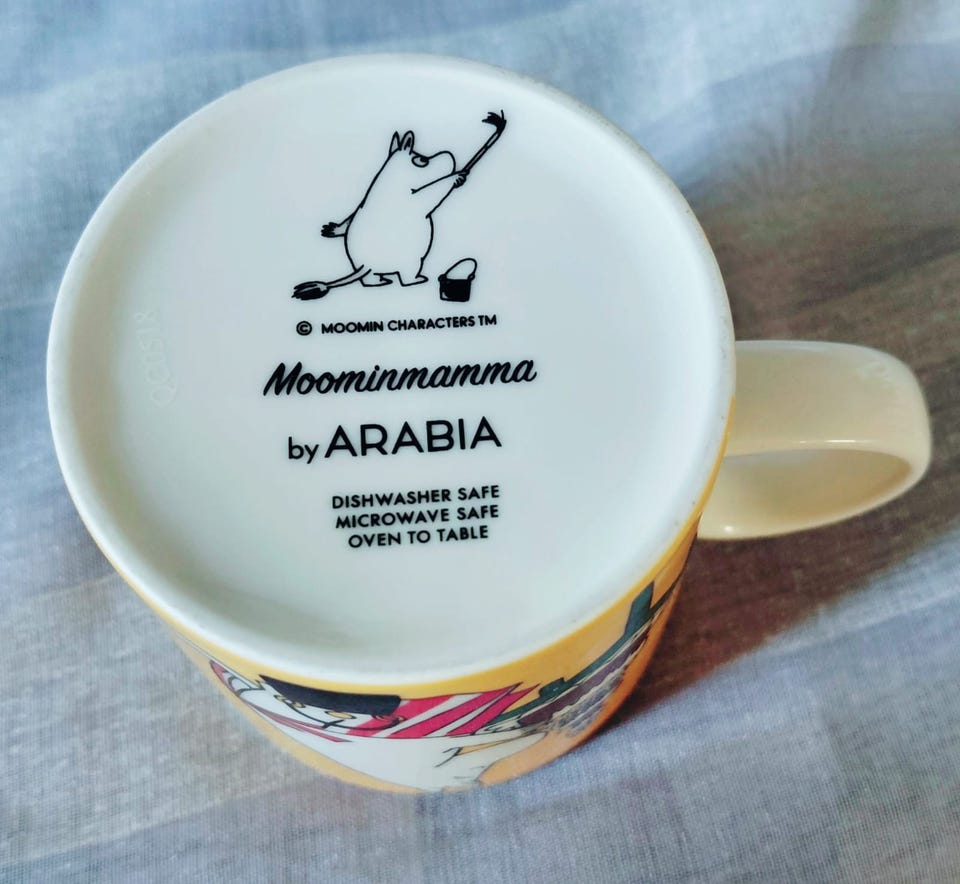 © MOOMIN CHARACTERS TM
Moominmamma
by ARABIA
DISHWASHER SAFE
MICROWAVE SAFE
OVEN TO TABLE